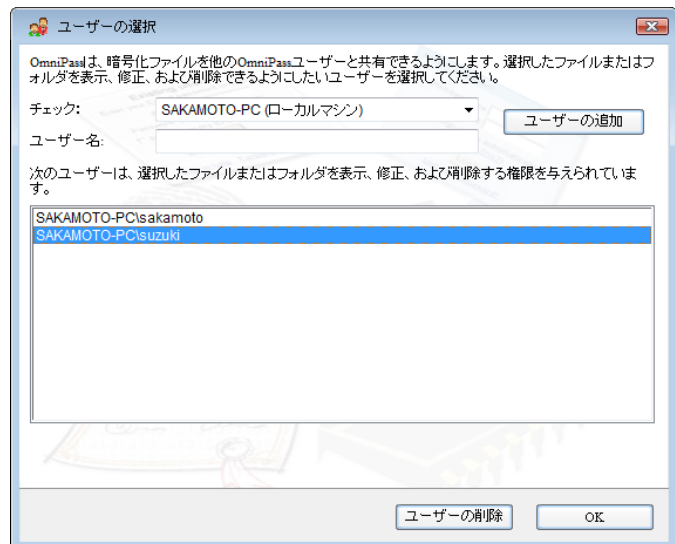 ユーザーの選択
OmniPassは、暗号化ファイルを他のOmniPassユーザーと共有できるようにします。選択したファイルまたはフ
ォルダを表示、修正、および削除できるようにしたいユーザーを選択してください。
チェック: SAKAMOTO-PC (ローカルマシン)
ユーザーの追加
ユーザー名:
次のユーザーは、選択したファイルまたはフォルダを表示、修正、および削除する権限を与えられていま
す。
SAKAMOTO-PC\sakamoto
SAKAMOTO-PC\suzuki
ユーザーの削除 OK